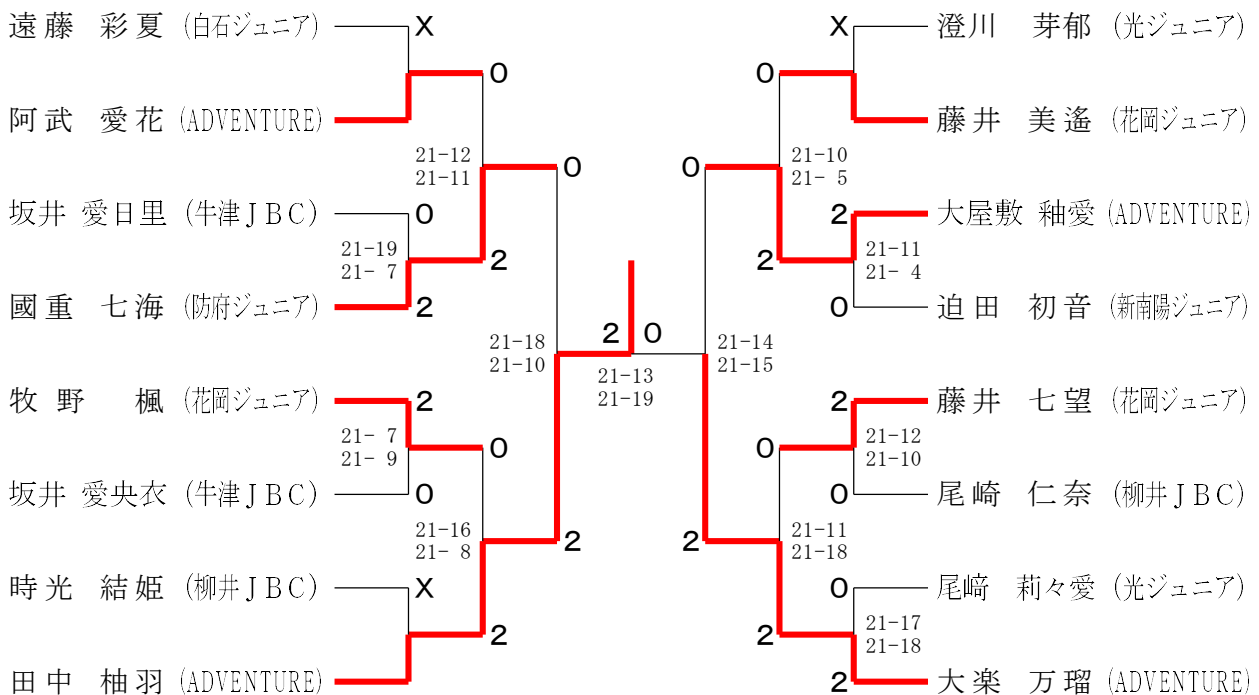 遠藤 彩夏 (白石ジュニア)
X
0
阿武 愛花 (ADVENTURE)
21-12
21-11
0
坂井 愛日里 (牛津ＪＢＣ)
0
21-19
21- 7
2
國重 七海 (防府ジュニア)
2
21-18
21-10
牧野 楓 (花岡ジュニア)
2
21- 7
21- 9
0
坂井 愛央衣 (牛津ＪＢＣ)
0
21-16
21- 8
2
時光 結姫 (柳井ＪＢＣ)
X
2
田中 柚羽 (ADVENTURE)
2 0
21-13
21-19
X
澄川 芽郁 (光ジュニア)
0
藤井 美遙 (花岡ジュニア)
21-10
21- 5
0
2
大屋敷 釉愛 (ADVENTURE)
21-11
21- 4
2
0
迫田 初音 (新南陽ジュニア)
21-14
21-15
2
藤井 七望 (花岡ジュニア)
21-12
21-10
0
0
尾崎 仁奈 (柳井ＪＢＣ)
21-11
21-18
2
0
尾﨑 莉々愛 (光ジュニア)
21-17
21-18
2
2
大楽 万瑠 (ADVENTURE)